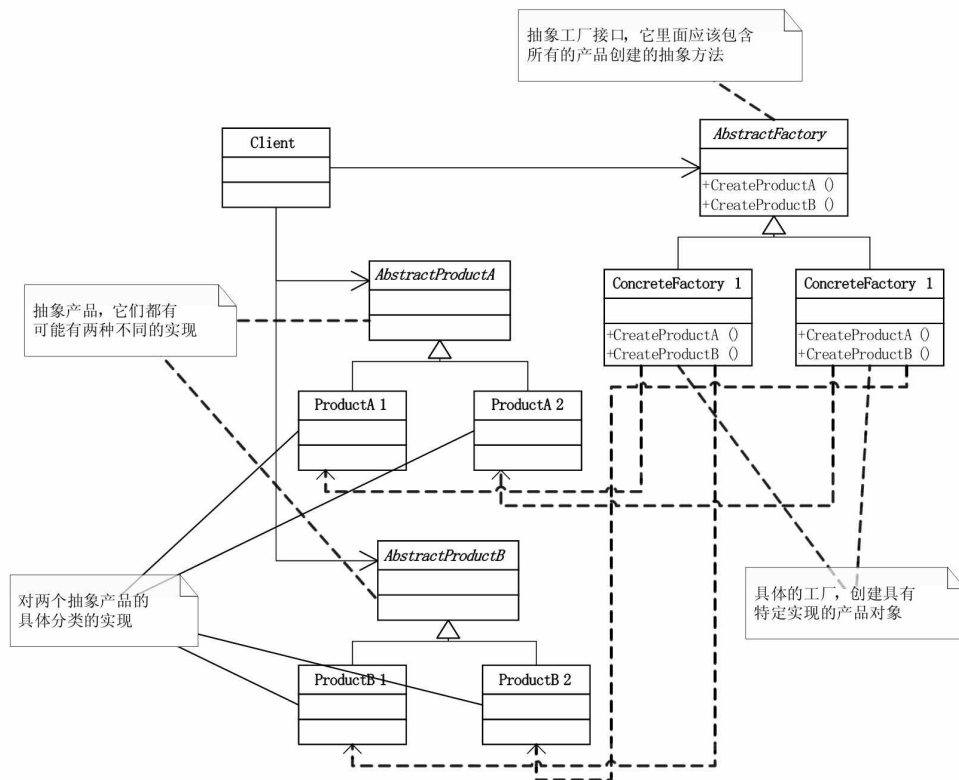 抽象工厂接口，它里面应该包含
所有的产品创建的抽象方法
Client
AbstractFactory
+CreateProductA ()
+CreateProductB ()
AbstractProductA
ConcreteFactory 1
+CreateProductA ()
+CreateProductB ()
ConcreteFactory 1
+CreateProductA ()
+CreateProductB ()
抽象产品，它们都有
可能有两种不同的实现
ProductA 1
ProductA 2
AbstractProductB
对两个抽象产品的
具体分类的实现
具体的工厂，创建具有
特定实现的产品对象
ProductB 1
ProductB 2